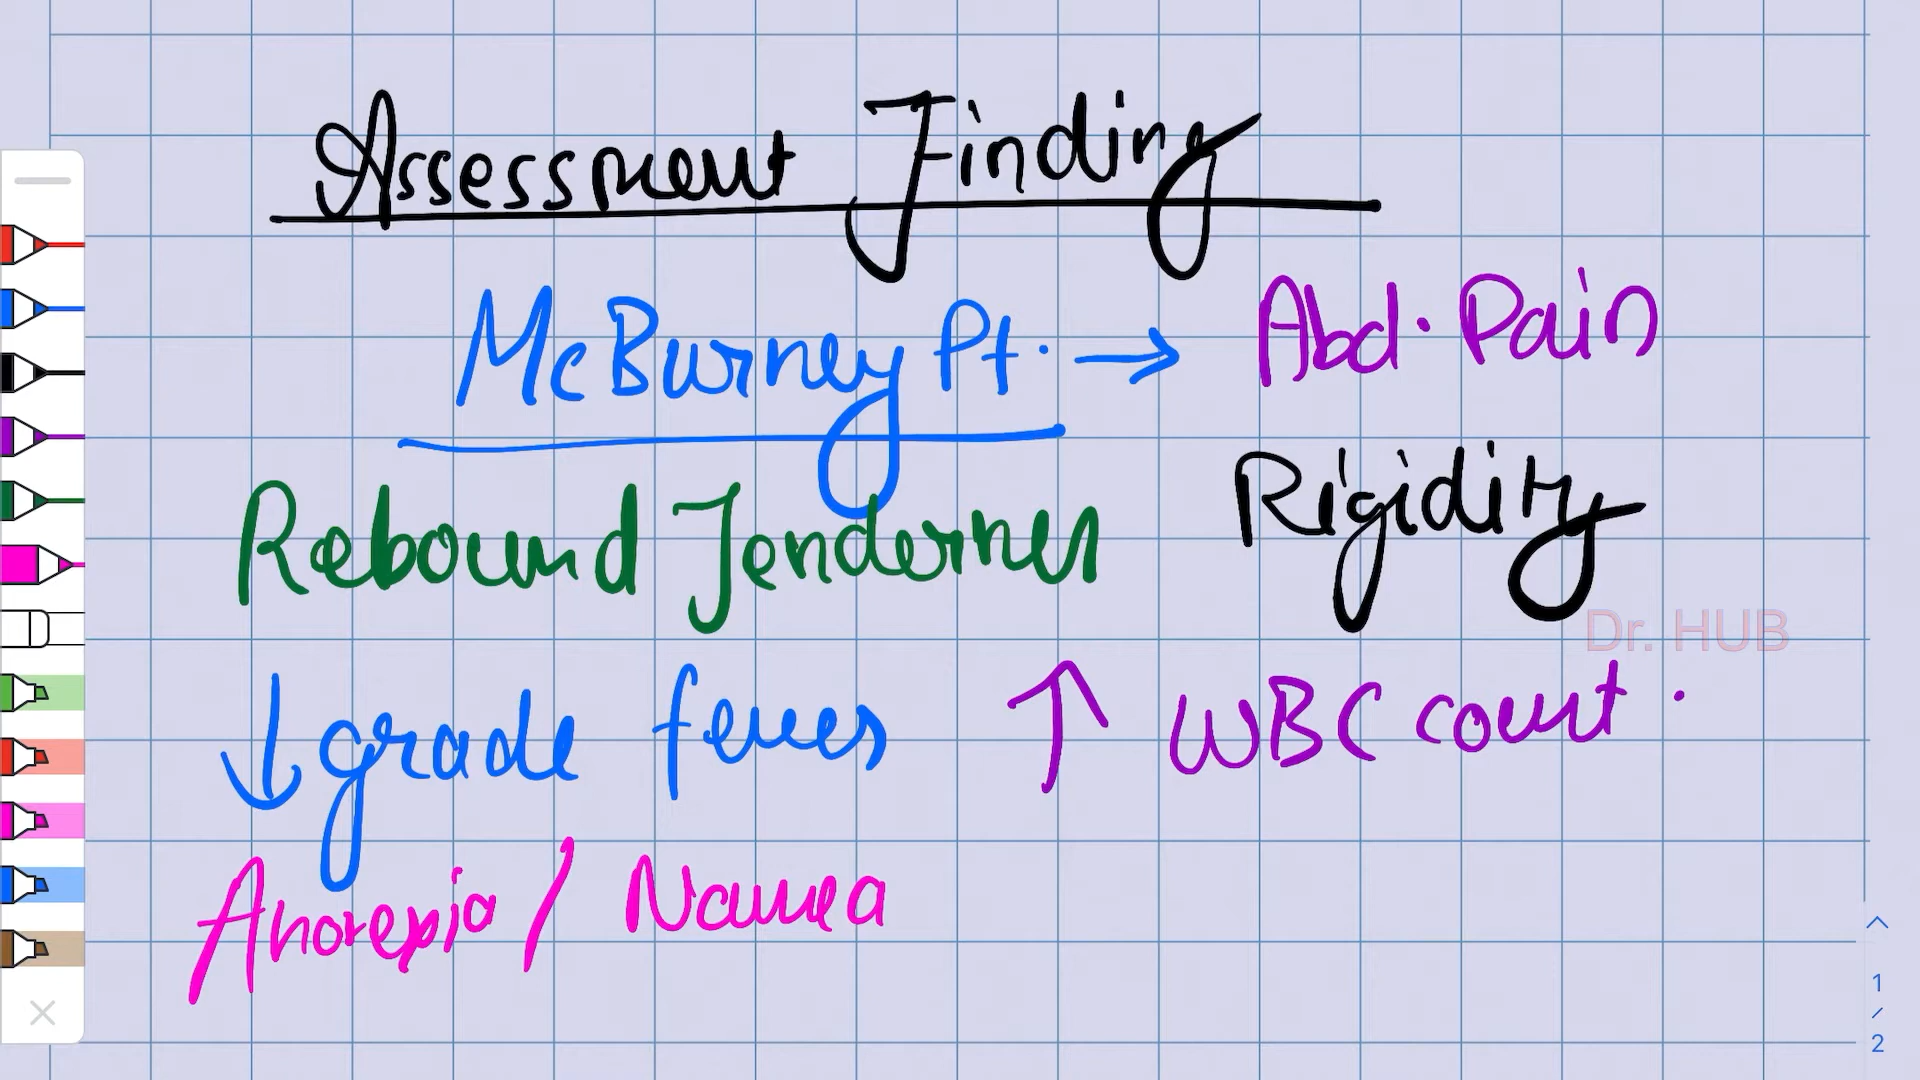 Assessment Finding
McBurney Pt. → Abd. Pain
Rebound Tenderness Rigidity
Dr. HUB
↓ grade fever ↑ WBC count.
Anorexia / Nausea
1
/
2